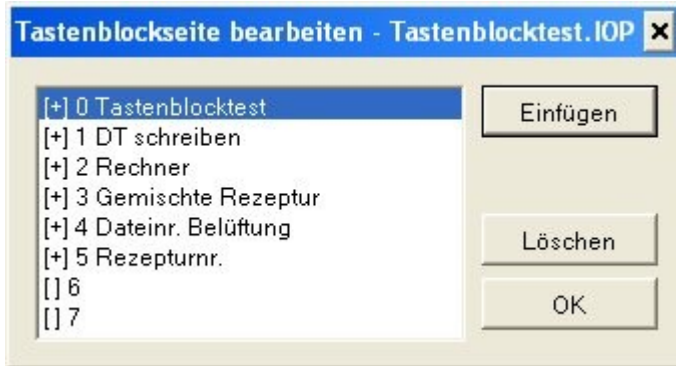 Tastenblockseite bearbeiten - Tastenblocktest.IOP
[+] 0 Tastenblocktest
[+] 1 DT schreiben
[+] 2 Rechner
[+] 3 Gemischte Rezeptur
[+] 4 Dateinr. Belüftung
[+] 5 Rezepturnr.
[] 6
[] 7
Einfügen
Löschen
OK